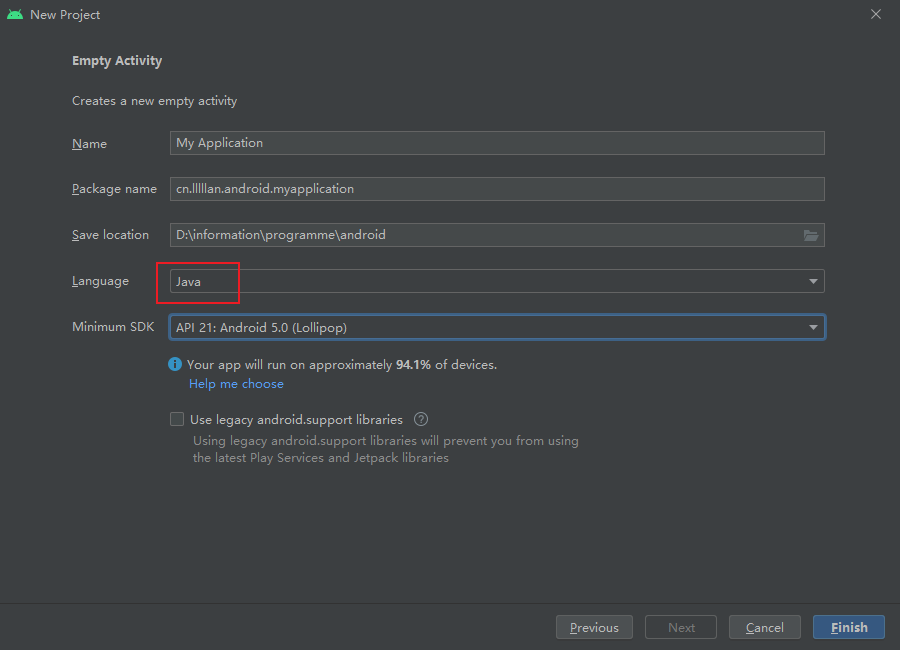 New Project
Empty Activity
Creates a new empty activity
Name My Application
Package name cn.lllllan.android.myapplication
Save location D:\information\programme\android
Language Java
Minimum SDK API 21: Android 5.0 (Lollipop)
Your app will run on approximately 94.1% of devices.
Help me choose
Use legacy android.support libraries ?
Using legacy android.support libraries will prevent you from using
the latest Play Services and Jetpack libraries
Previous Next Cancel Finish